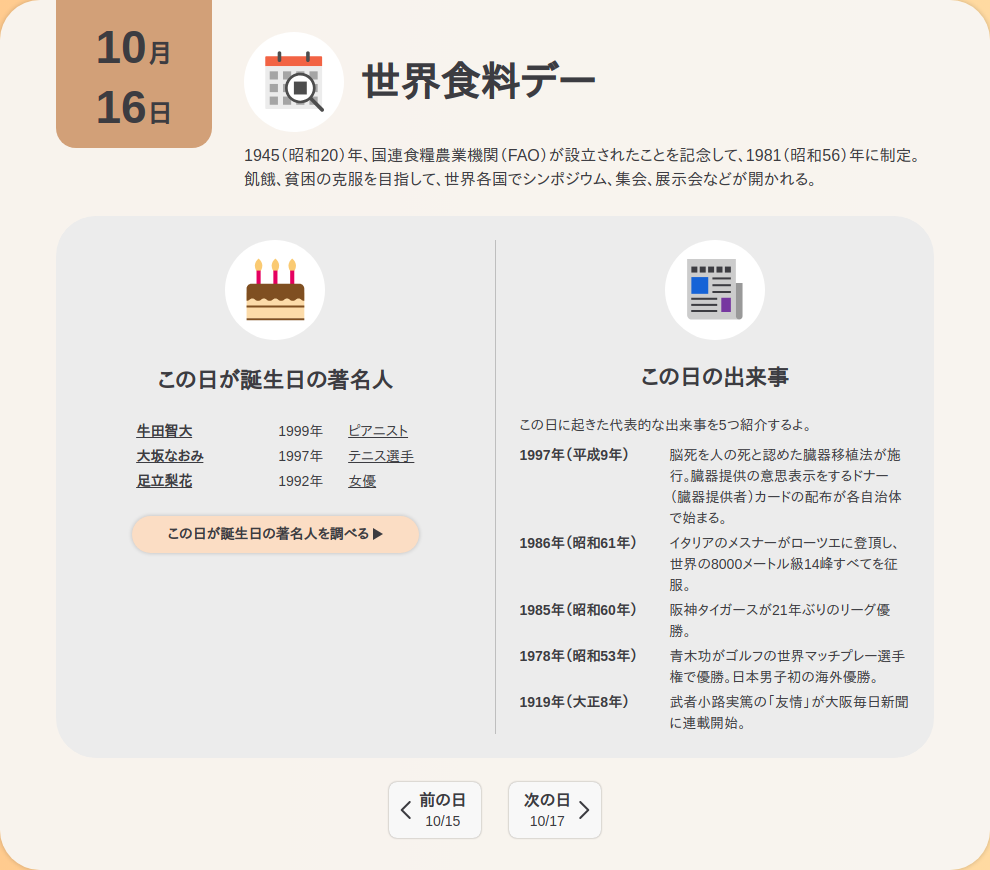 10月
16日
世界食料デー
1945（昭和20）年、国連食糧農業機関（FAO）が設立されたことを記念して、1981（昭和56）年に制定。
飢餓、貧困の克服を目指して、世界各国でシンポジウム、集会、展示会などが開かれる。
この日が誕生日の著名人
牛田智大 1999年 ピアニスト
大坂なおみ 1997年 テニス選手
足立梨花 1992年 女優
この日が誕生日の著名人を調べる ▶
この日の出来事
この日に起きた代表的な出来事を5つ紹介するよ。
1997年（平成9年） 脳死を人の死と認めた臓器移植法が施
行。臓器提供の意思表示をするドナー
（臓器提供者）カードの配布が各自治体
で始まる。
1986年（昭和61年） イタリアのメスナーがローツエに登頂し、
世界の8000メートル級14峰すべてを征
服。
1985年（昭和60年） 阪神タイガースが21年ぶりのリーグ優
勝。
1978年（昭和53年） 青木功がゴルフの世界マッチプレー選手
権で優勝。日本男子初の海外優勝。
1919年（大正8年） 武者小路実篤の「友情」が大阪毎日新聞
に連載開始。
前の日
10/15
次の日
10/17